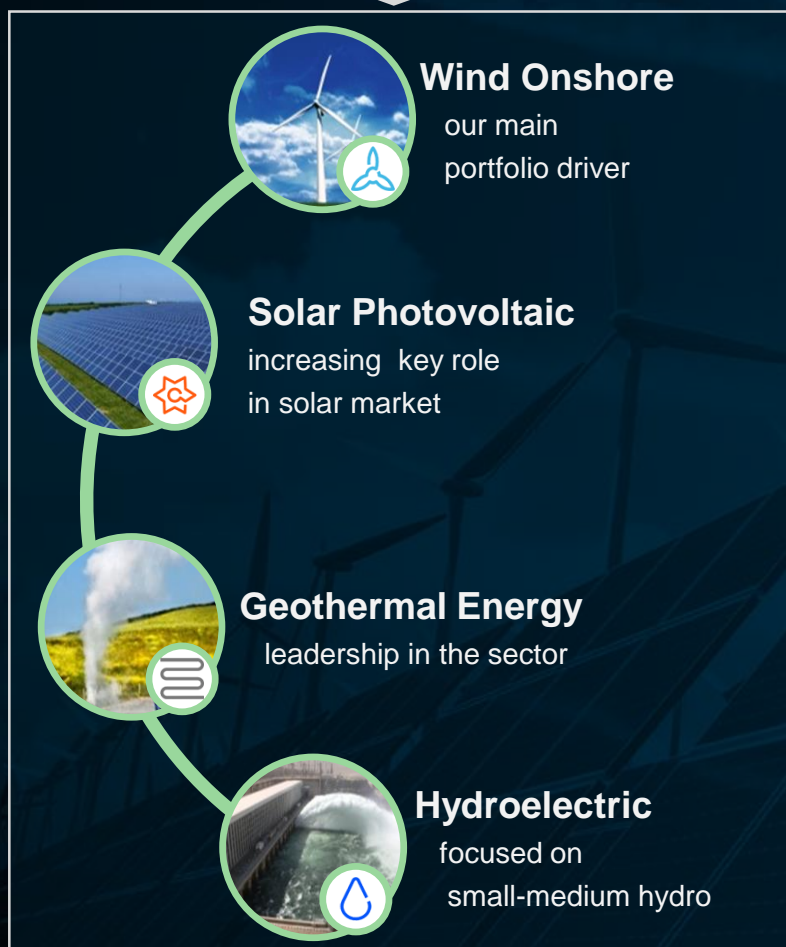 Wind Onshore
our main
portfolio driver
Solar Photovoltaic
increasing key role
in solar market
Geothermal Energy
leadership in the sector
Hydroelectric
focused on
small-medium hydro